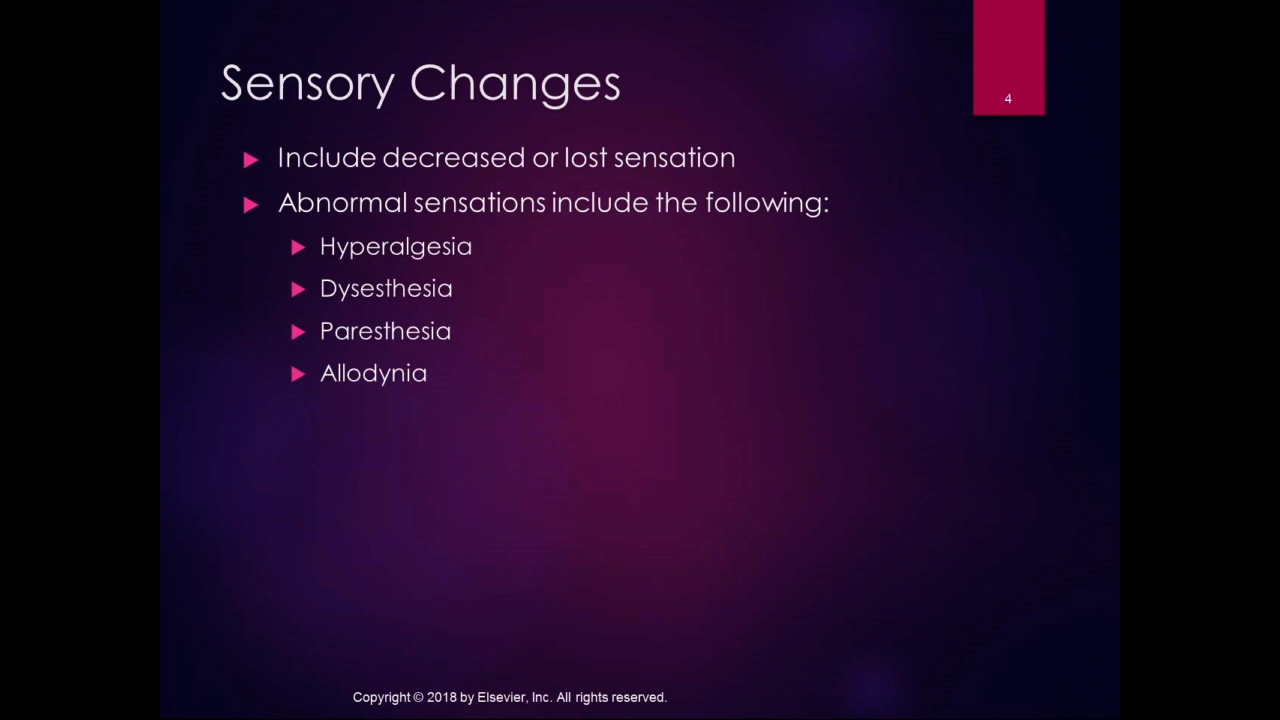 Sensory Changes
4
Include decreased or lost sensation
Abnormal sensations include the following:
Hyperalgesia
Dysesthesia
Paresthesia
Allodynia
Copyright © 2018 by Elsevier, Inc. All rights reserved.